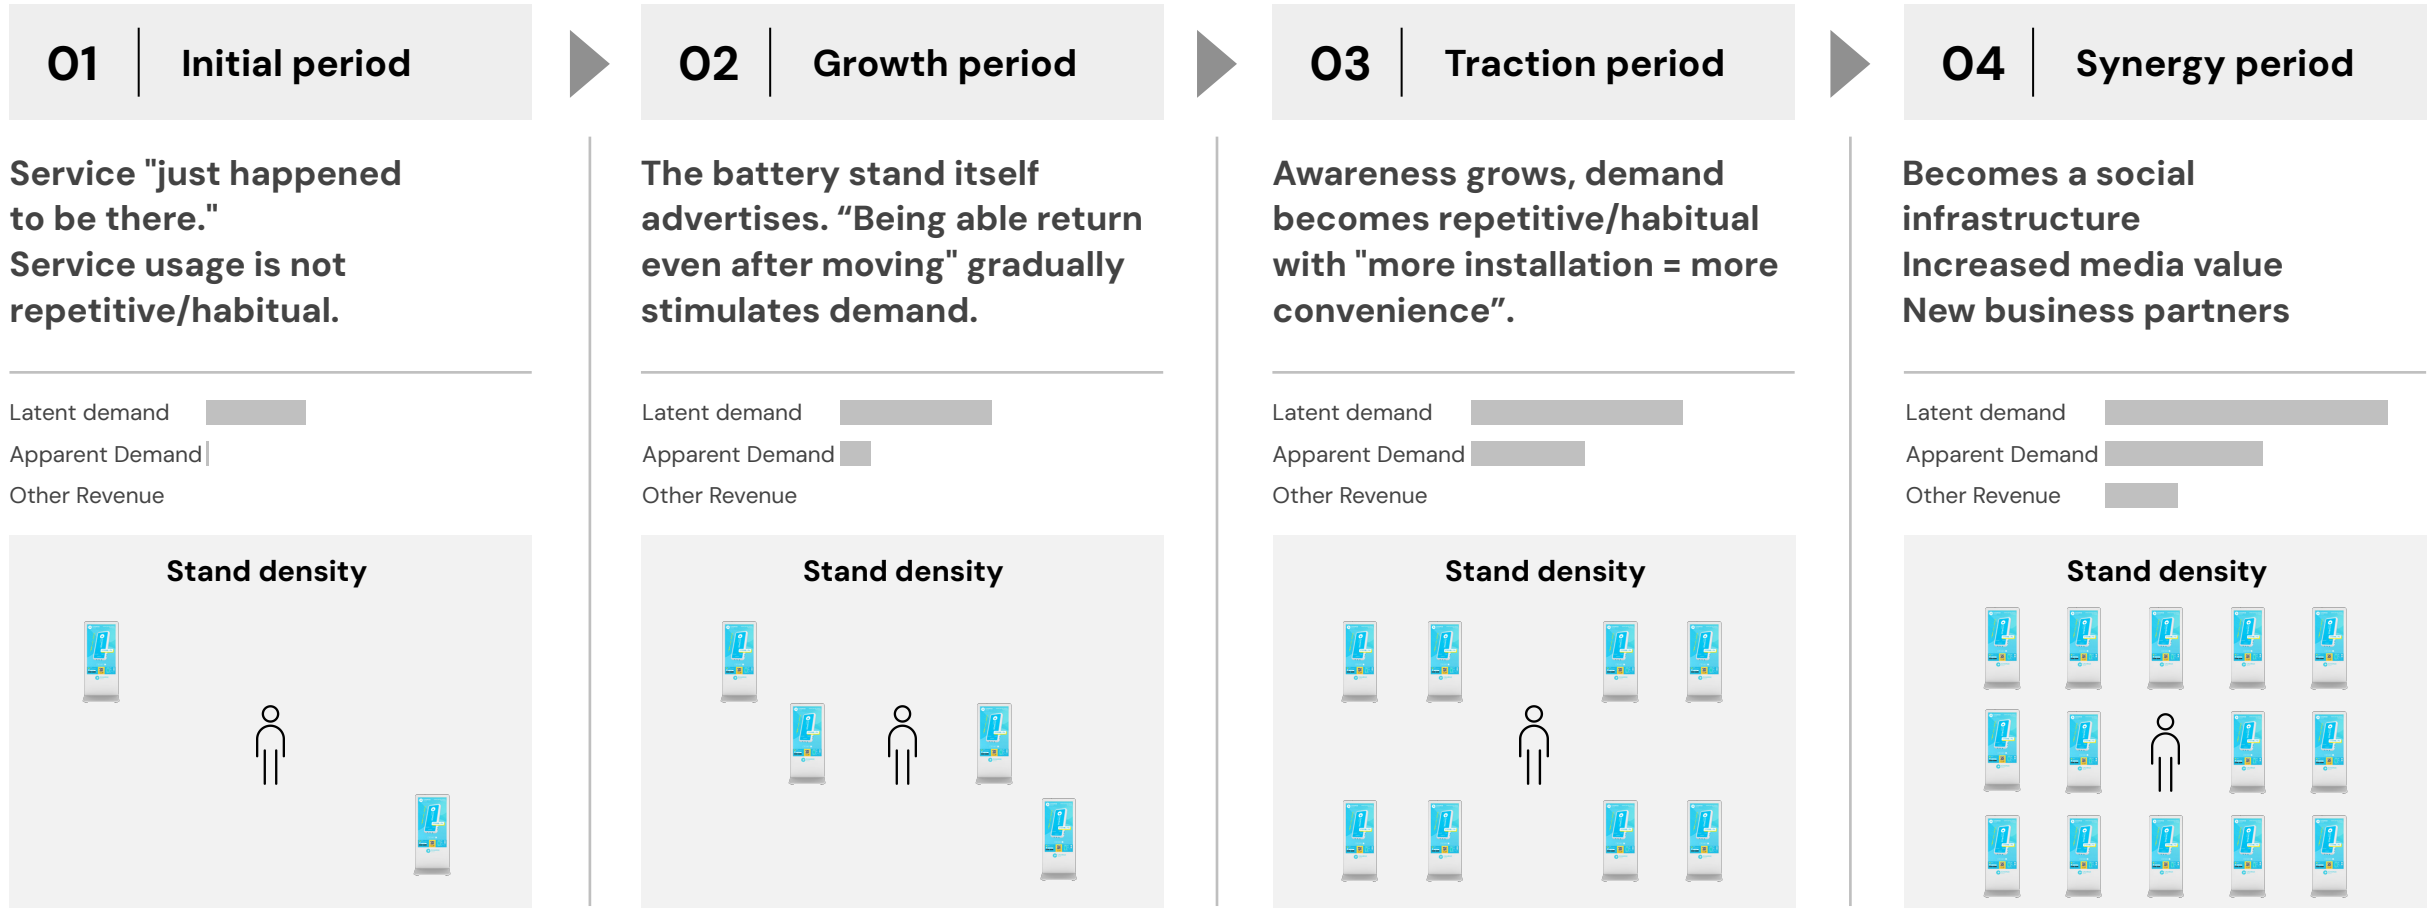 01 Initial period
Service "just happened
to be there."
Service usage is not
repetitive/habitual.
Latent demand
Apparent Demand
Other Revenue
Stand density
02 Growth period
The battery stand itself
advertises. “Being able return
even after moving" gradually
stimulates demand.
Latent demand
Apparent Demand
Other Revenue
Stand density
03 Traction period
Awareness grows, demand
becomes repetitive/habitual
with "more installation = more
convenience”.
Latent demand
Apparent Demand
Other Revenue
Stand density
04 Synergy period
Becomes a social
infrastructure
Increased media value
New business partners
Latent demand
Apparent Demand
Other Revenue
Stand density